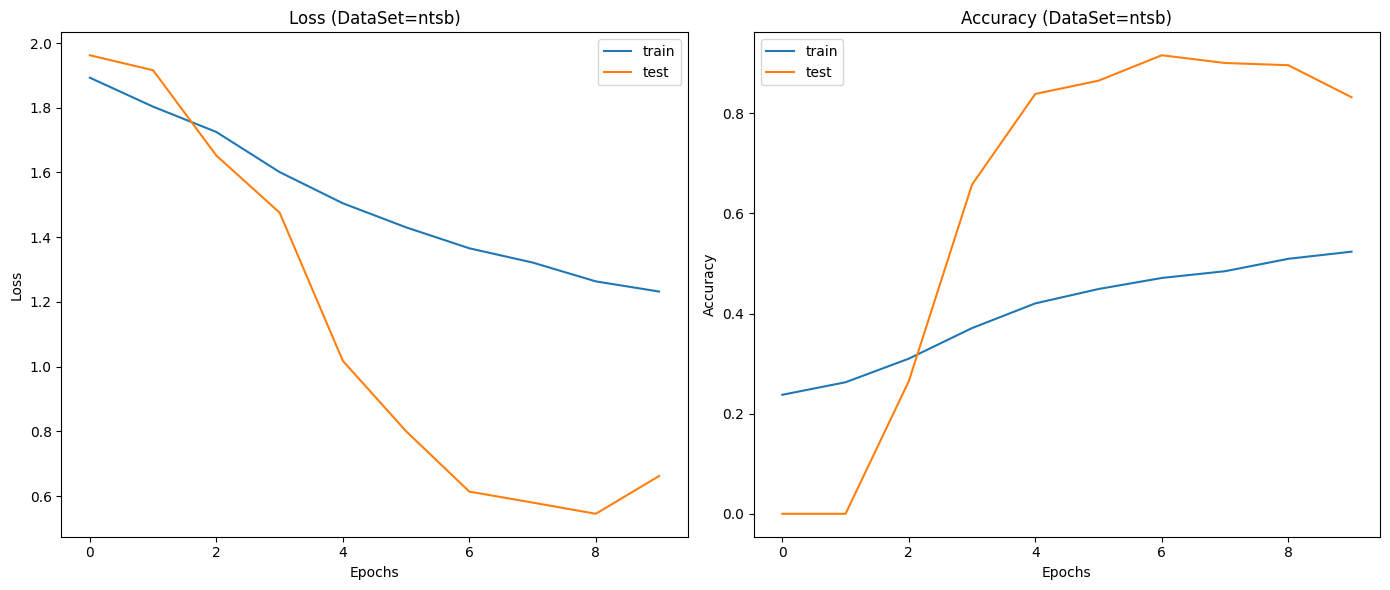 Loss (DataSet=ntsb)
train
test
2.0
1.8
1.6
1.4
1.2
1.0
0.8
0.6
Loss
0 2 4 6 8
Epochs
Accuracy (DataSet=ntsb)
train
test
0.8
0.6
0.4
0.2
0.0
Accuracy
0 2 4 6 8
Epochs